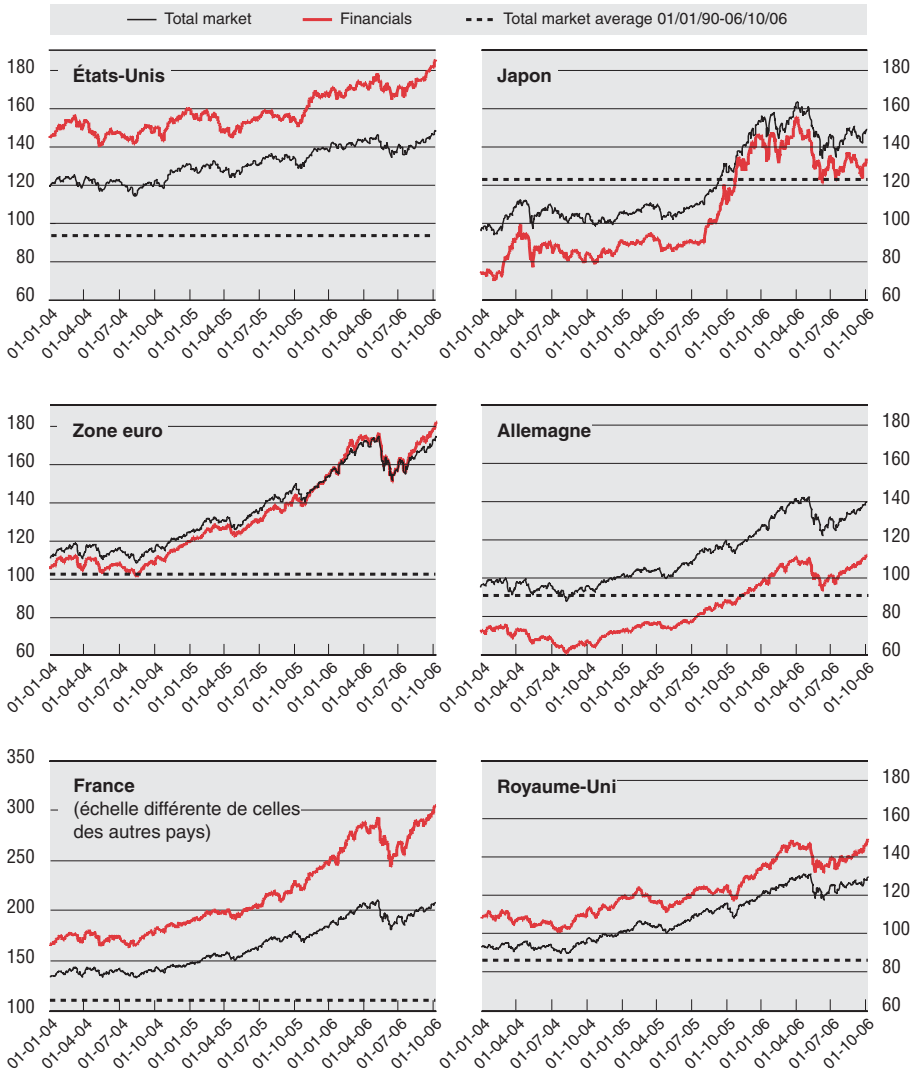 Total market Financials Total market average 01/01/90-06/10/06
États-Unis
180
160
140
120
100
80
60
01-01-04 01-04-04 01-07-04 01-10-04 01-01-05 01-04-05 01-07-05 01-10-05 01-01-06 01-04-06 01-07-06 01-10-06
Japon
180
160
140
120
100
80
60
01-01-04 01-04-04 01-07-04 01-10-04 01-01-05 01-04-05 01-07-05 01-10-05 01-01-06 01-04-06 01-07-06 01-10-06
Zone euro
180
160
140
120
100
80
60
01-01-04 01-04-04 01-07-04 01-10-04 01-01-05 01-04-05 01-07-05 01-10-05 01-01-06 01-04-06 01-07-06 01-10-06
Allemagne
180
160
140
120
100
80
60
01-01-04 01-04-04 01-07-04 01-10-04 01-01-05 01-04-05 01-07-05 01-10-05 01-01-06 01-04-06 01-07-06 01-10-06
France
(échelle différente de celles
des autres pays)
350
300
250
200
150
100
01-01-04 01-04-04 01-07-04 01-10-04 01-01-05 01-04-05 01-07-05 01-10-05 01-01-06 01-04-06 01-07-06 01-10-06
Royaume-Uni
180
160
140
120
100
80
60
01-01-04 01-04-04 01-07-04 01-10-04 01-01-05 01-04-05 01-07-05 01-10-05 01-01-06 01-04-06 01-07-06 01-10-06